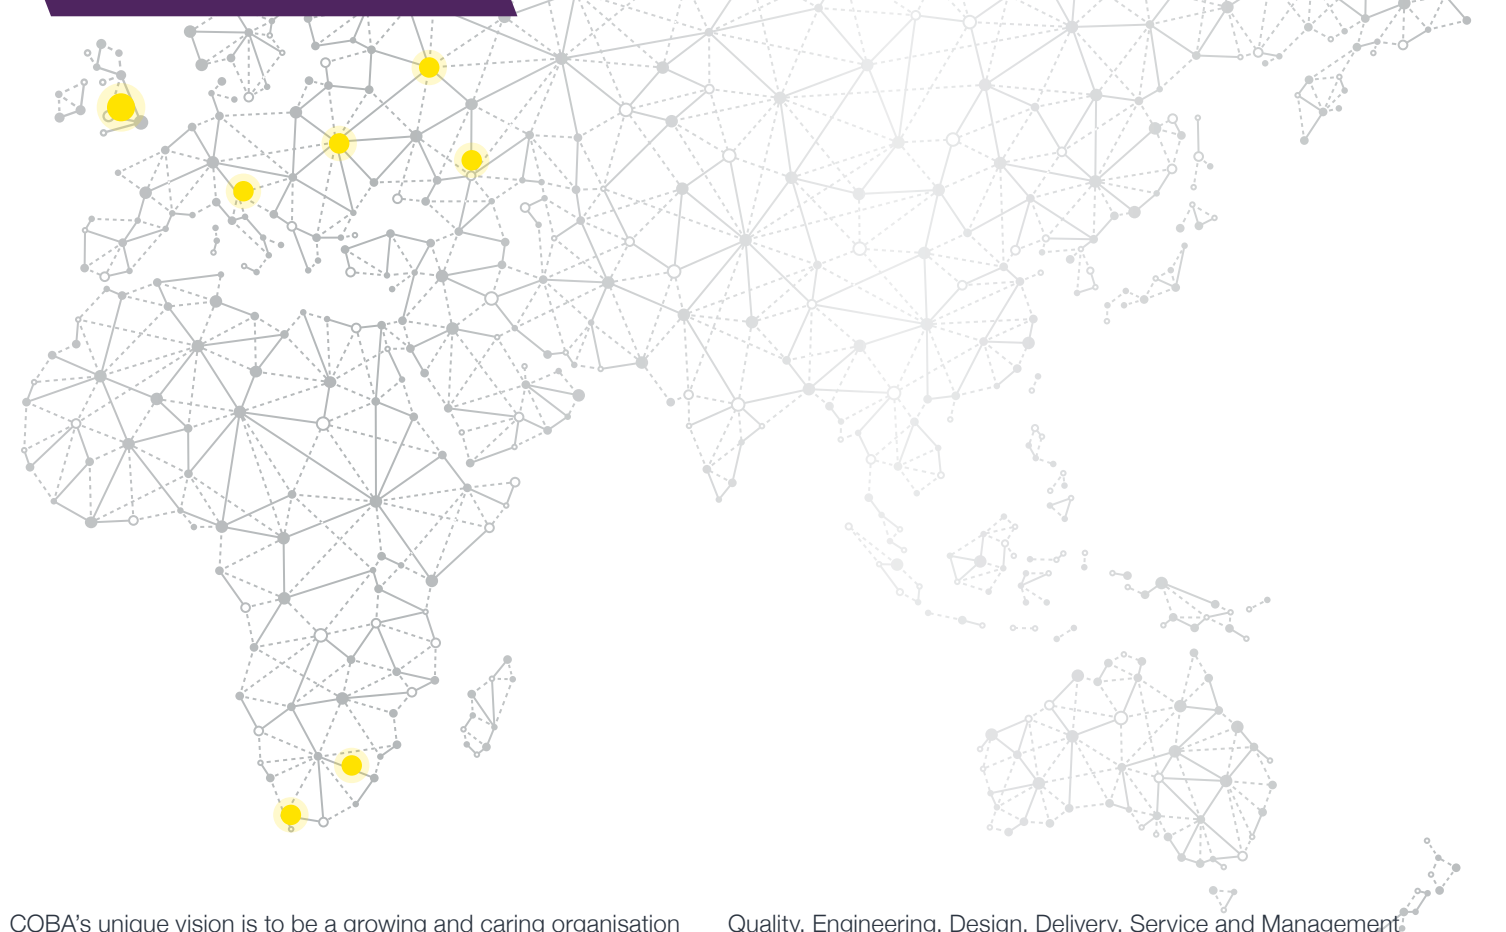 COBA's unique vision is to be a growing and caring organisation
Quality, Engineering, Design, Delivery, Service and Management